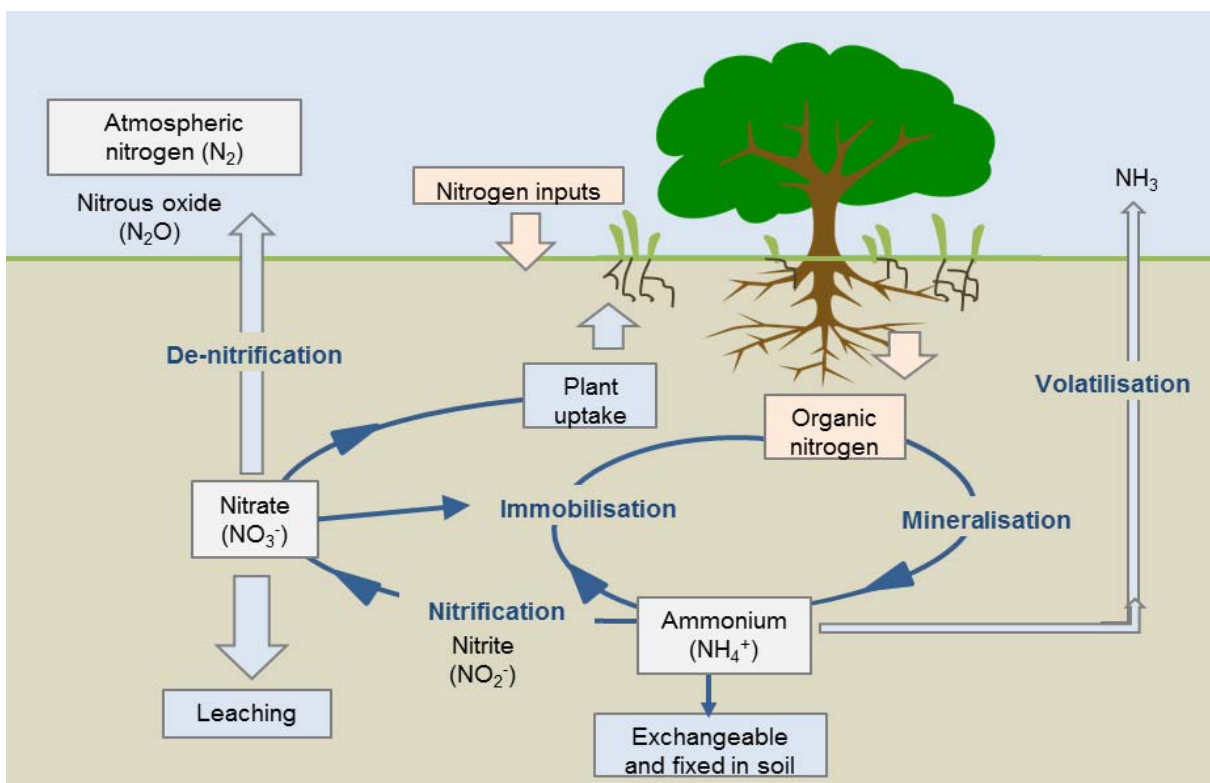 Atmospheric
nitrogen (N₂)
Nitrous oxide
(N₂O)
Nitrogen inputs
NH₃
De-nitrification
Volatilisation
Plant
uptake
Organic
nitrogen
Nitrate
(NO₃⁻)
Immobilisation
Mineralisation
Nitrification
Nitrite
(NO₂⁻)
Ammonium
(NH₄⁺)
Leaching
Exchangeable
and fixed in soil